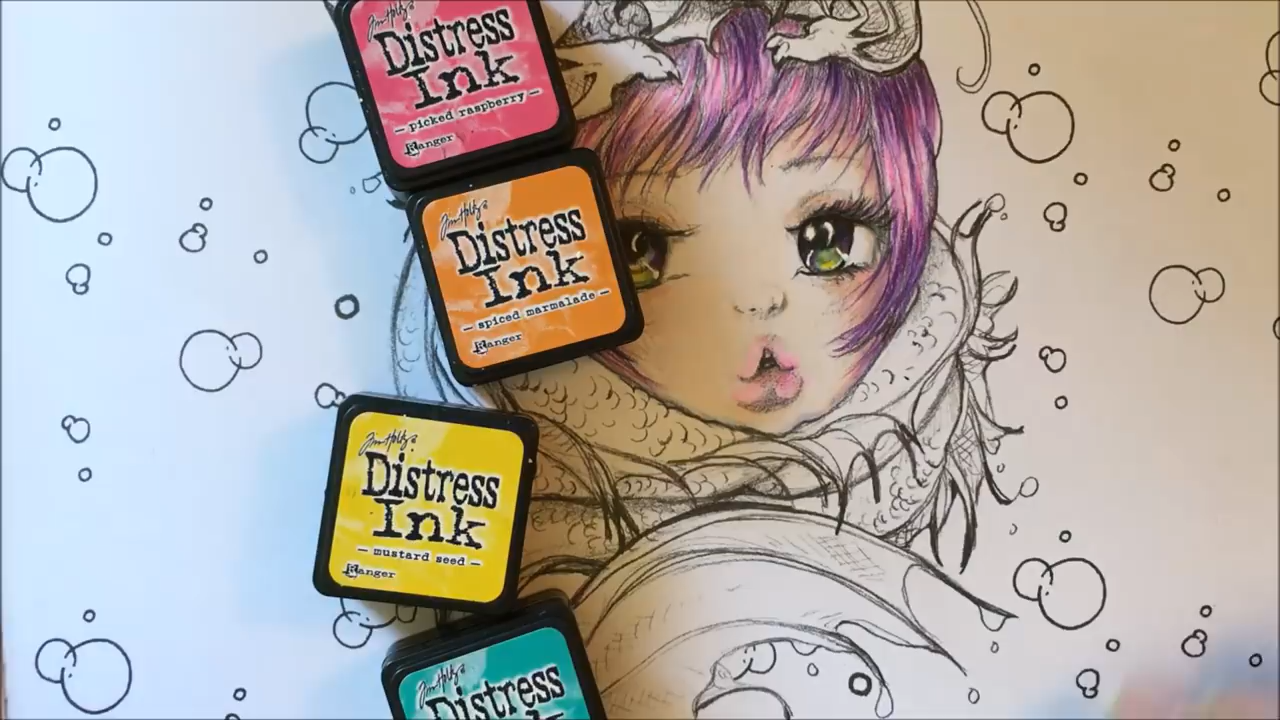 Tim Holtz
Distress
Ink
— picked raspberry —
Ranger
Tim Holtz
Distress
Ink
— spiced marmalade —
Ranger
Tim Holtz
Distress
Ink
— mustard seed —
Ranger
Tim Holtz
Distress
Ink